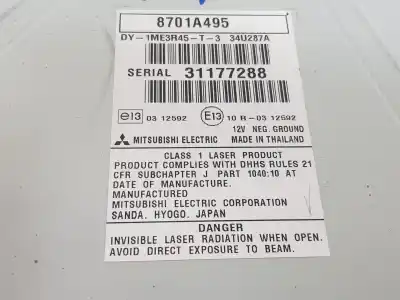 8701A495
DY-1ME3R45-T-3 34U287A
SERIAL 31177288
e13 03 12592 E13 10 R-03 12592
12V NEG. GROUND
MITSUBISHI ELECTRIC MADE IN THAILAND
CLASS 1 LASER PRODUCT
PRODUCT COMPLIES WITH DHHS RULES 21
CFR SUBCHAPTER J PART 1040:10 AT
DATE OF MANUFACTURE.
MANUFACTURED
MITSUBISHI ELECTRIC CORPORATION
SANDA, HYOGO, JAPAN
DANGER
INVISIBLE LASER RADIATION WHEN OPEN.
AVOID DIRECT EXPOSURE TO BEAM.